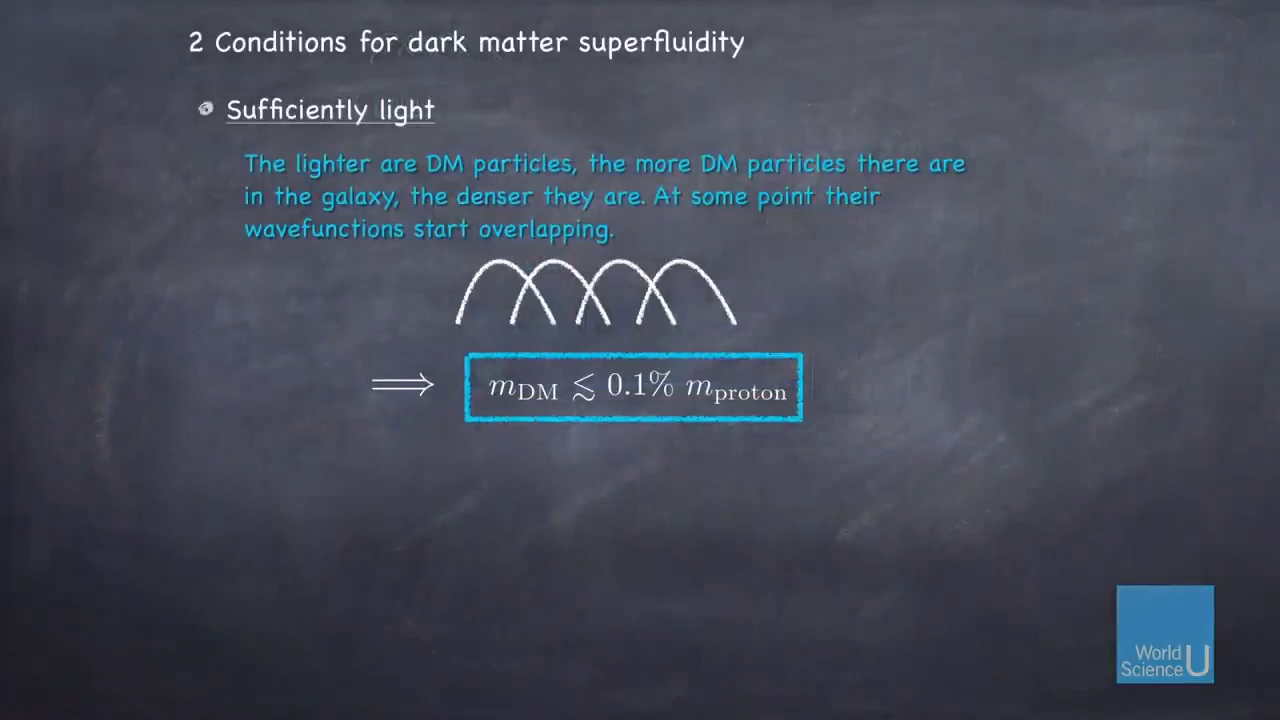 2 Conditions for dark matter superfluidity
Sufficiently light
The lighter are DM particles, the more DM particles there are
in the galaxy, the denser they are. At some point their
wavefunctions start overlapping.
⟹ m_DM ≲ 0.1% m_proton
World
Science U